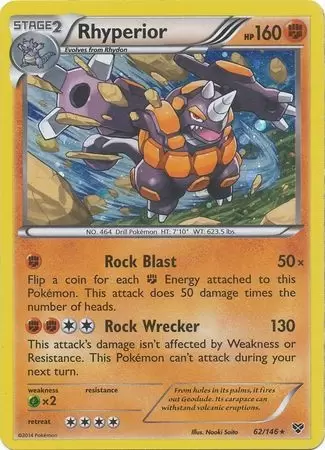 STAGE2
Rhyperior
HP160
Evolves from Rhydon
NO. 464 Drill Pokémon HT: 7'10" WT: 623.5 lbs.
Rock Blast 50×
Flip a coin for each Energy attached to this
Pokémon. This attack does 50 damage times the
number of heads.
Rock Wrecker 130
This attack's damage isn't affected by Weakness or
Resistance. This Pokémon can't attack during your
next turn.
weakness resistance
×2
retreat
From holes in its palms, it fires
out Geodude. Its carapace can
withstand volcanic eruptions.
©2014 Pokémon
Illus. Naoki Saito
62/146★
XY